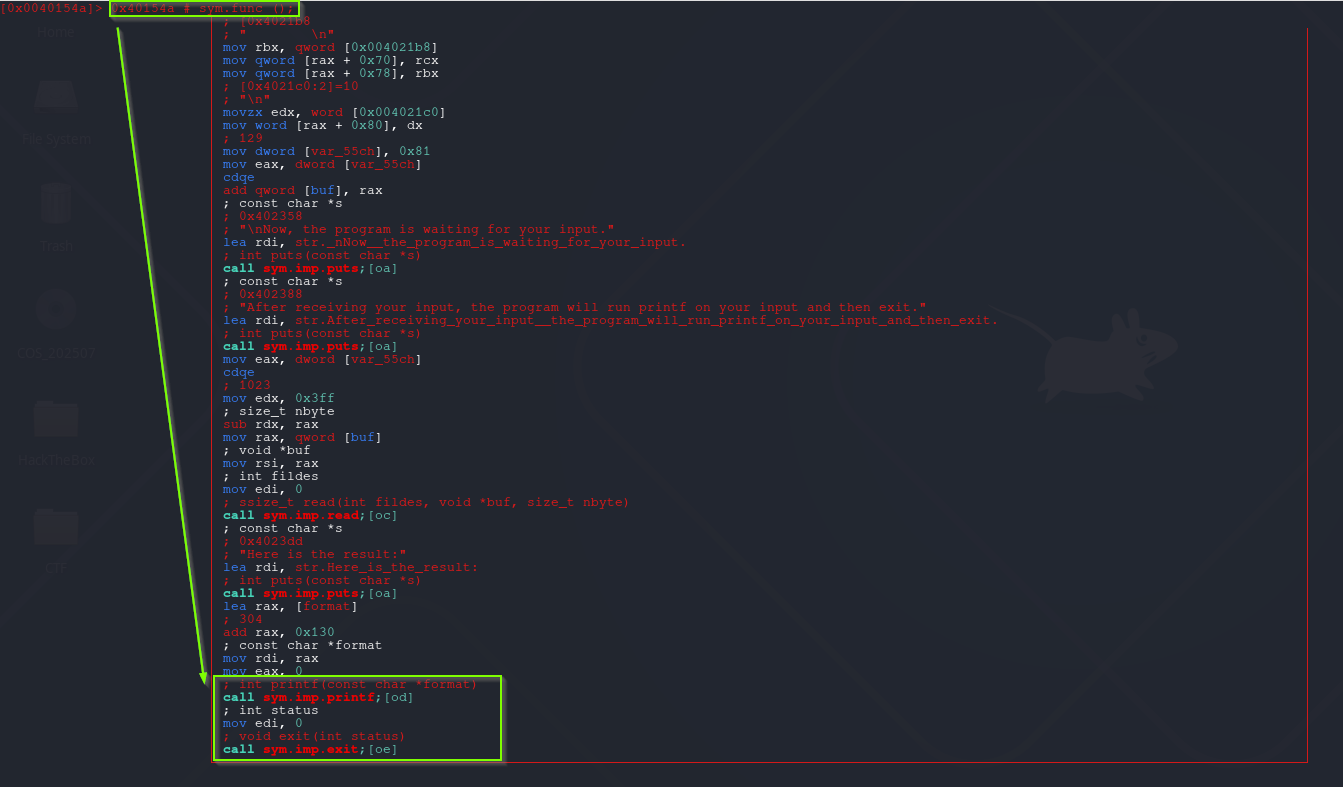 [0x0040154a]> 0x40154a # sym.func ();
; [0x4021b8
; "        \n"
mov rbx, qword [0x004021b8]
mov qword [rax + 0x70], rcx
mov qword [rax + 0x78], rbx
; [0x4021c0:2]=10
; "\n"
movzx edx, word [0x004021c0]
mov word [rax + 0x80], dx
; 129
mov dword [var_55ch], 0x81
mov eax, dword [var_55ch]
cdqe
add qword [buf], rax
; const char *s
; 0x402358
; "\nNow, the program is waiting for your input."
lea rdi, str._nNow__the_program_is_waiting_for_your_input.
; int puts(const char *s)
call sym.imp.puts;[oa]
; const char *s
; 0x402388
; "After receiving your input, the program will run printf on your input and then exit."
lea rdi, str.After_receiving_your_input__the_program_will_run_printf_on_your_input_and_then_exit.
; int puts(const char *s)
call sym.imp.puts;[oa]
mov eax, dword [var_55ch]
cdqe
; 1023
mov edx, 0x3ff
; size_t nbyte
sub rdx, rax
mov rax, qword [buf]
; void *buf
mov rsi, rax
; int fildes
mov edi, 0
; ssize_t read(int fildes, void *buf, size_t nbyte)
call sym.imp.read;[oc]
; const char *s
; 0x4023dd
; "Here is the result:"
lea rdi, str.Here_is_the_result:
; int puts(const char *s)
call sym.imp.puts;[oa]
lea rax, [format]
; 304
add rax, 0x130
; const char *format
mov rdi, rax
mov eax, 0
; int printf(const char *format)
call sym.imp.printf;[od]
; int status
mov edi, 0
; void exit(int status)
call sym.imp.exit;[oe]
Home
File System
Trash
COS_202507
HackTheBox
CTF